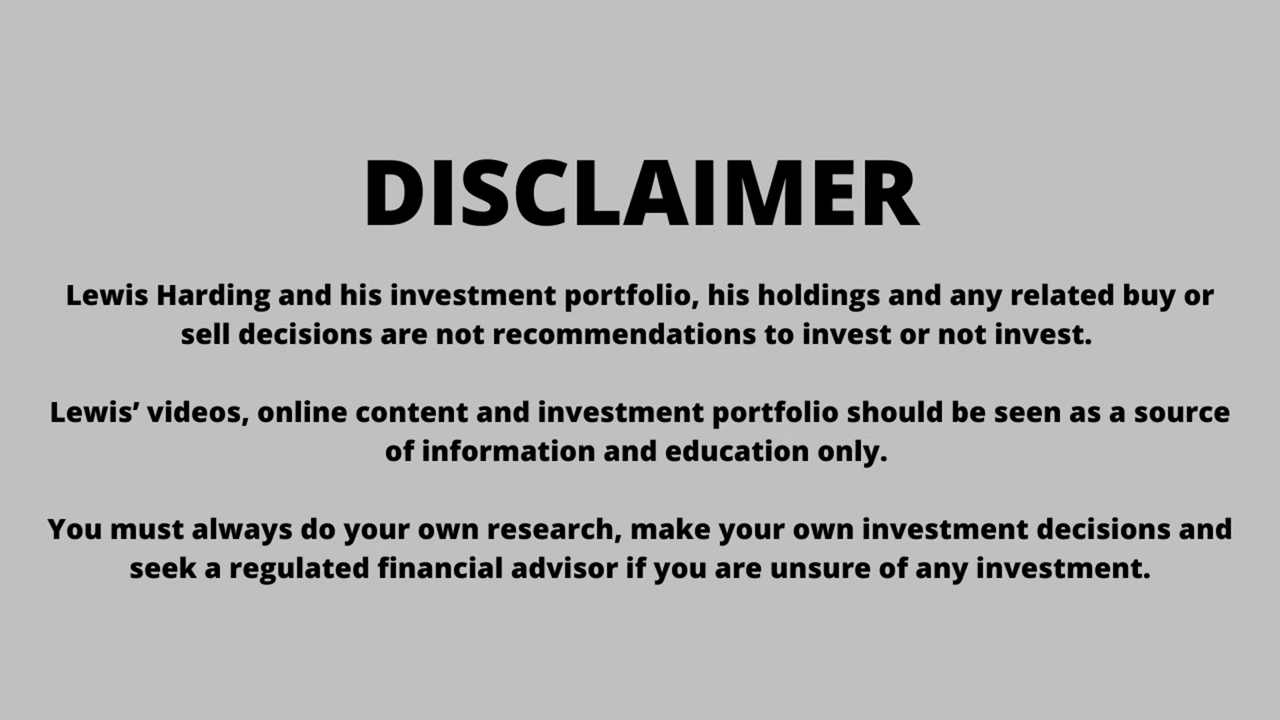 DISCLAIMER
Lewis Harding and his investment portfolio, his holdings and any related buy or
sell decisions are not recommendations to invest or not invest.
Lewis’ videos, online content and investment portfolio should be seen as a source
of information and education only.
You must always do your own research, make your own investment decisions and
seek a regulated financial advisor if you are unsure of any investment.